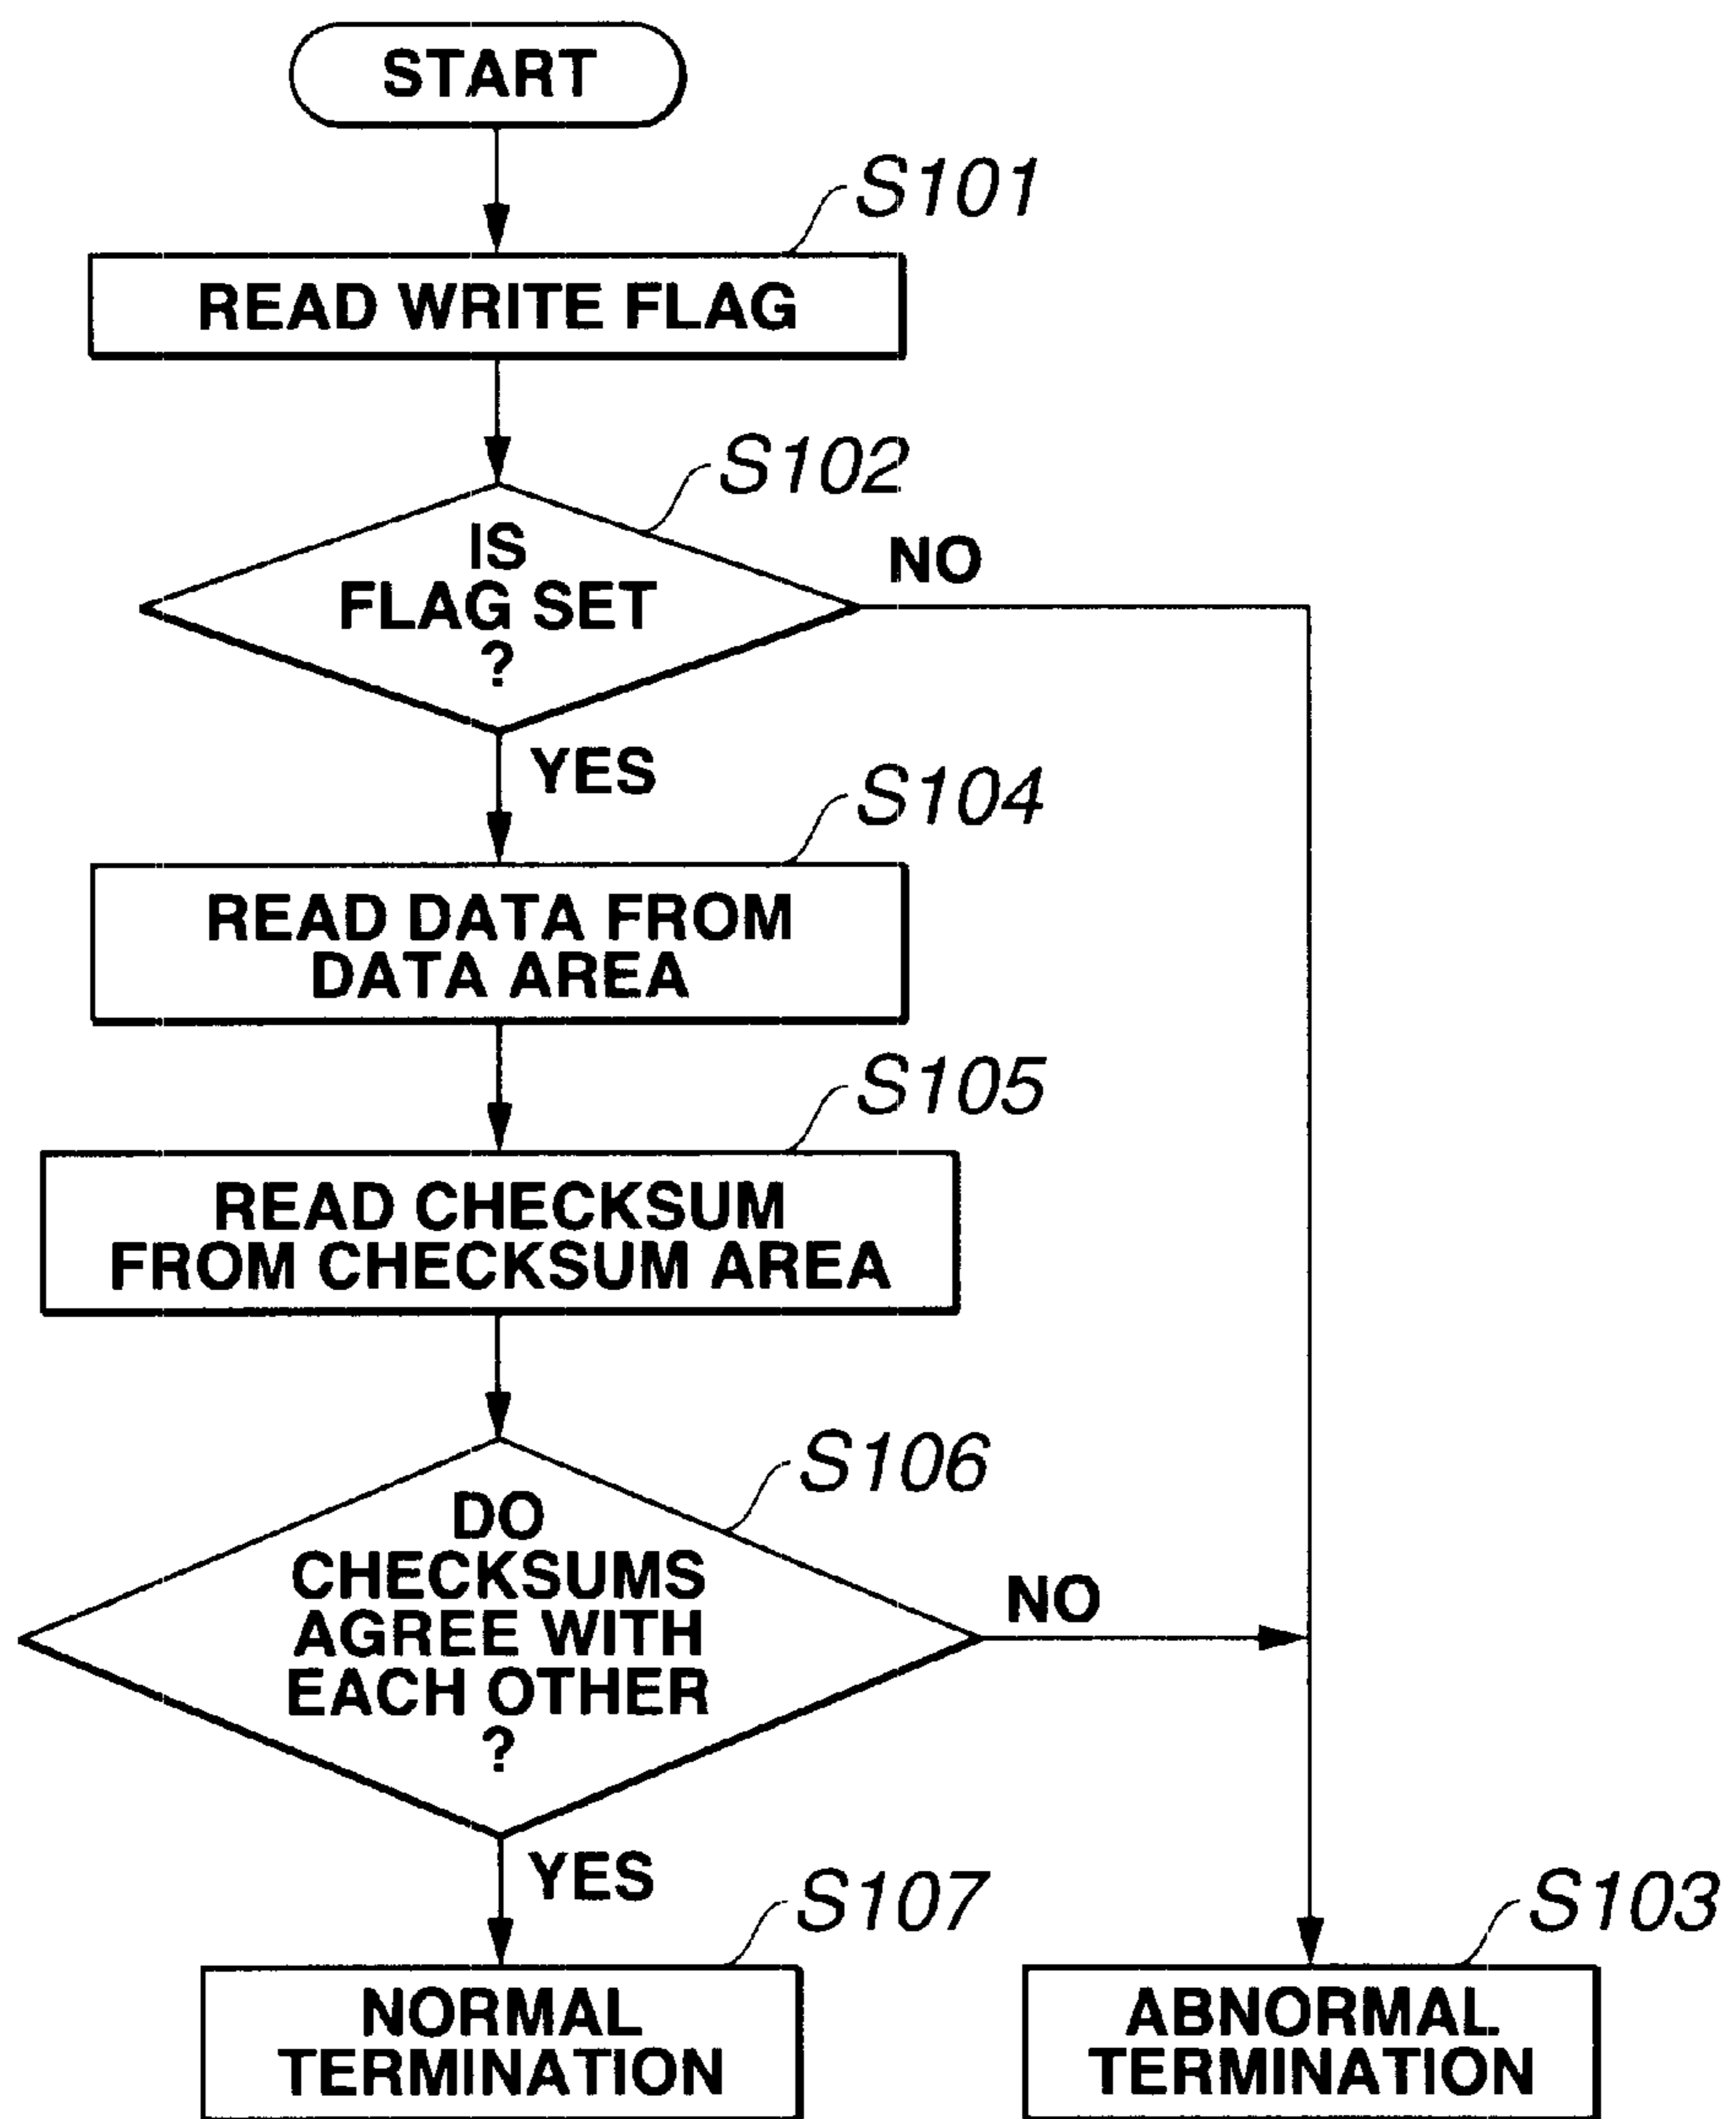 START
S101
READ WRITE FLAG
S102
IS
FLAG SET
?
NO
YES
S104
READ DATA FROM
DATA AREA
S105
READ CHECKSUM
FROM CHECKSUM AREA
S106
DO
CHECKSUMS
AGREE WITH
EACH OTHER
?
NO
YES
S107
NORMAL
TERMINATION
S103
ABNORMAL
TERMINATION